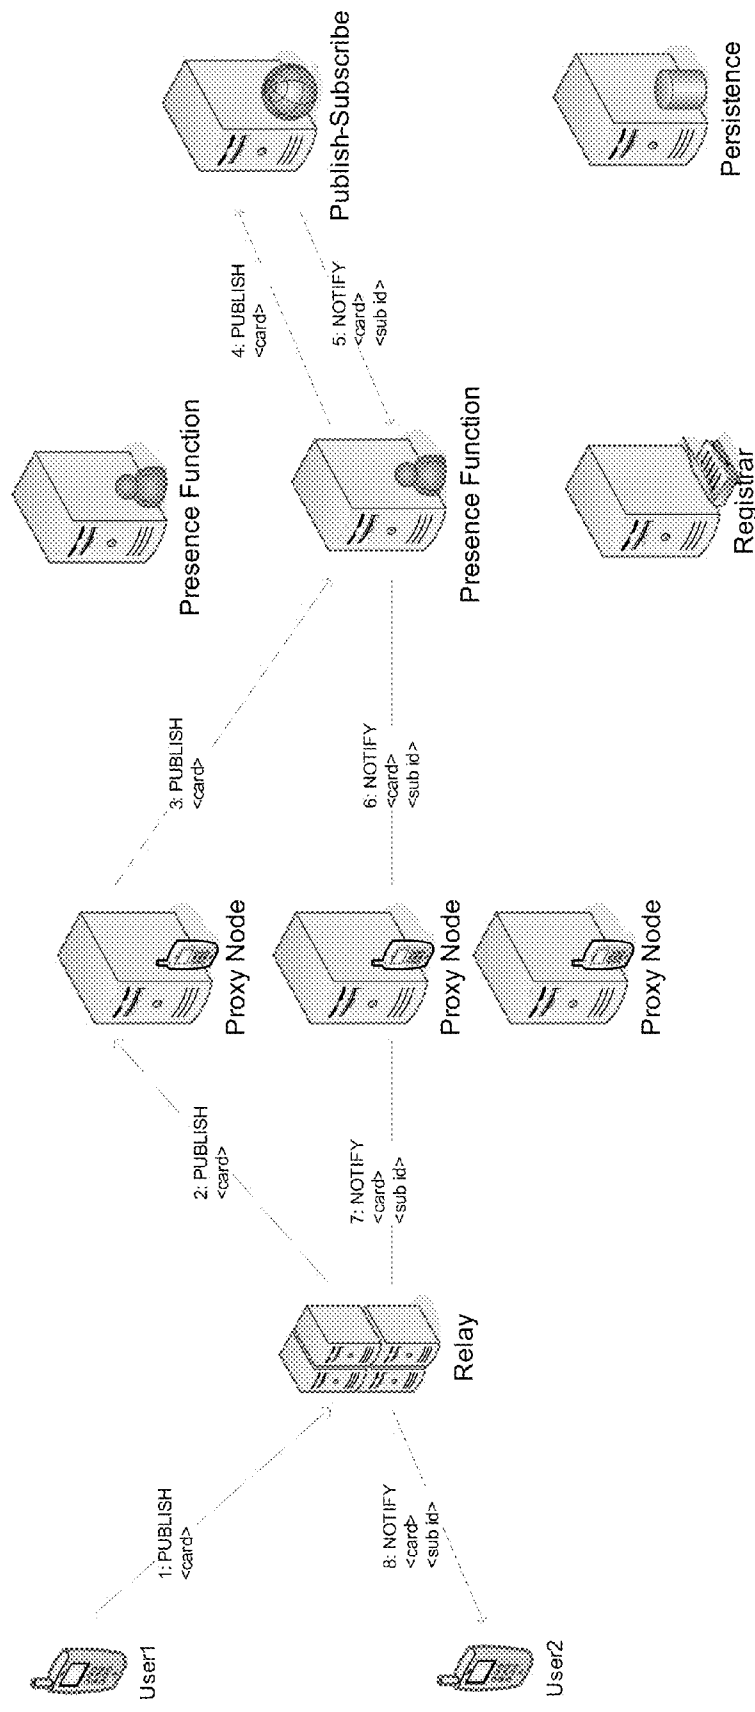 User1
1: PUBLISH
<card>
2: PUBLISH
<card>
Proxy Node
3: PUBLISH
<card>
Presence Function
4: PUBLISH
<card>
Publish-Subscribe
5: NOTIFY
<card>
<sub id>
Presence Function
6: NOTIFY
<card>
<sub id>
Proxy Node
7: NOTIFY
<card>
<sub id>
Relay
8: NOTIFY
<card>
<sub id>
User2
Proxy Node
Registrar
Persistence